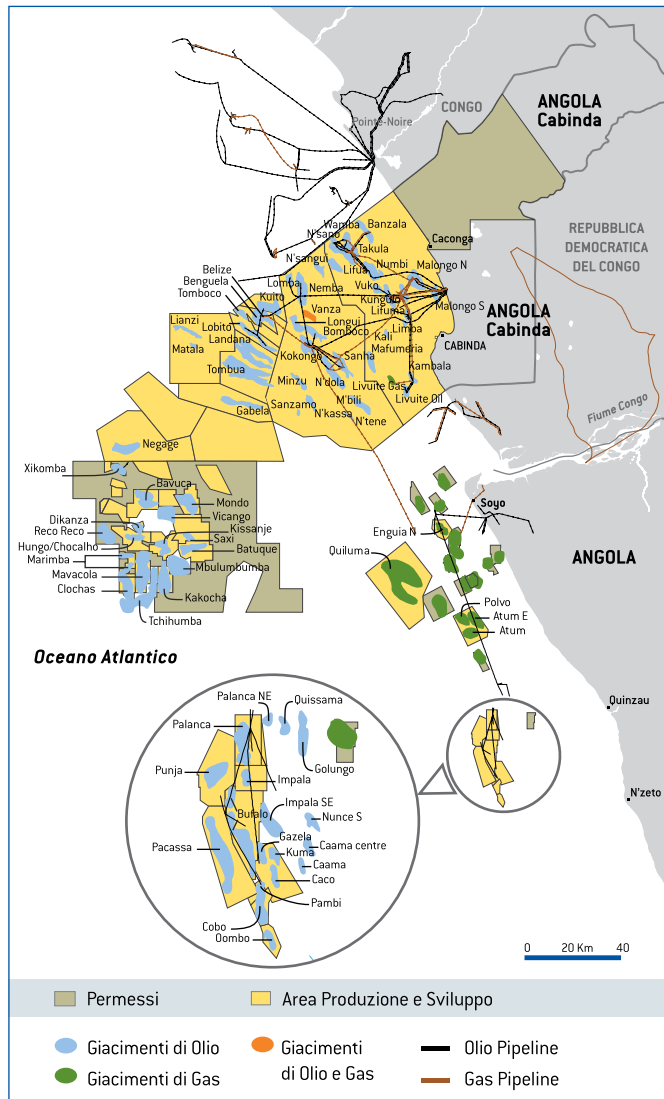 CONGO
Pointe-Noire
ANGOLA
Cabinda
REPUBBLICA
DEMOCRATICA
DEL CONGO
Wamba
Banzala
N'sano
Takula
Caconga
N'sangui
Lifua
Numbi
Malongo N
Belize
Benguela
Tomboco
Lomba
Nemba
Vuko
Kungulo
Kuito
Vanza
Lifuma
Malongo S
ANGOLA
Cabinda
Lianzi
Lobito
Longui
Bomboco
Limba
Landana
Kali
CABINDA
Matala
Kokongo
Sanha
Mafumeria
Tombua
Kambala
Minzu
N'dola
Livuite Gas
Livuite Oil
Gabela
Sanzamo
M'bili
N'kassa
N'tene
Fiume Congo
Negage
Xikomba
Bavuca
Mondo
Soyo
Dikanza
Vicango
Reco Reco
Kissanje
Enguia N
Hungo/Chocalho
Saxi
Quiluma
ANGOLA
Marimba
Batuque
Mavacola
Mbulumbumba
Clochas
Kakocha
Polvo
Atum E
Tchihumba
Atum
Oceano Atlantico
Palanca NE
Quissama
Quinzau
Palanca
Punja
Impala
Golungo
N'zeto
Impala SE
Bufalo
Nunce S
Gazela
Pacassa
Kuma
Caama centre
Caama
Caco
Pambi
Cobo
Oombo
0 20 Km 40
Permessi
Area Produzione e Sviluppo
Giacimenti di Olio
Giacimenti
di Olio e Gas
Olio Pipeline
Giacimenti di Gas
Gas Pipeline